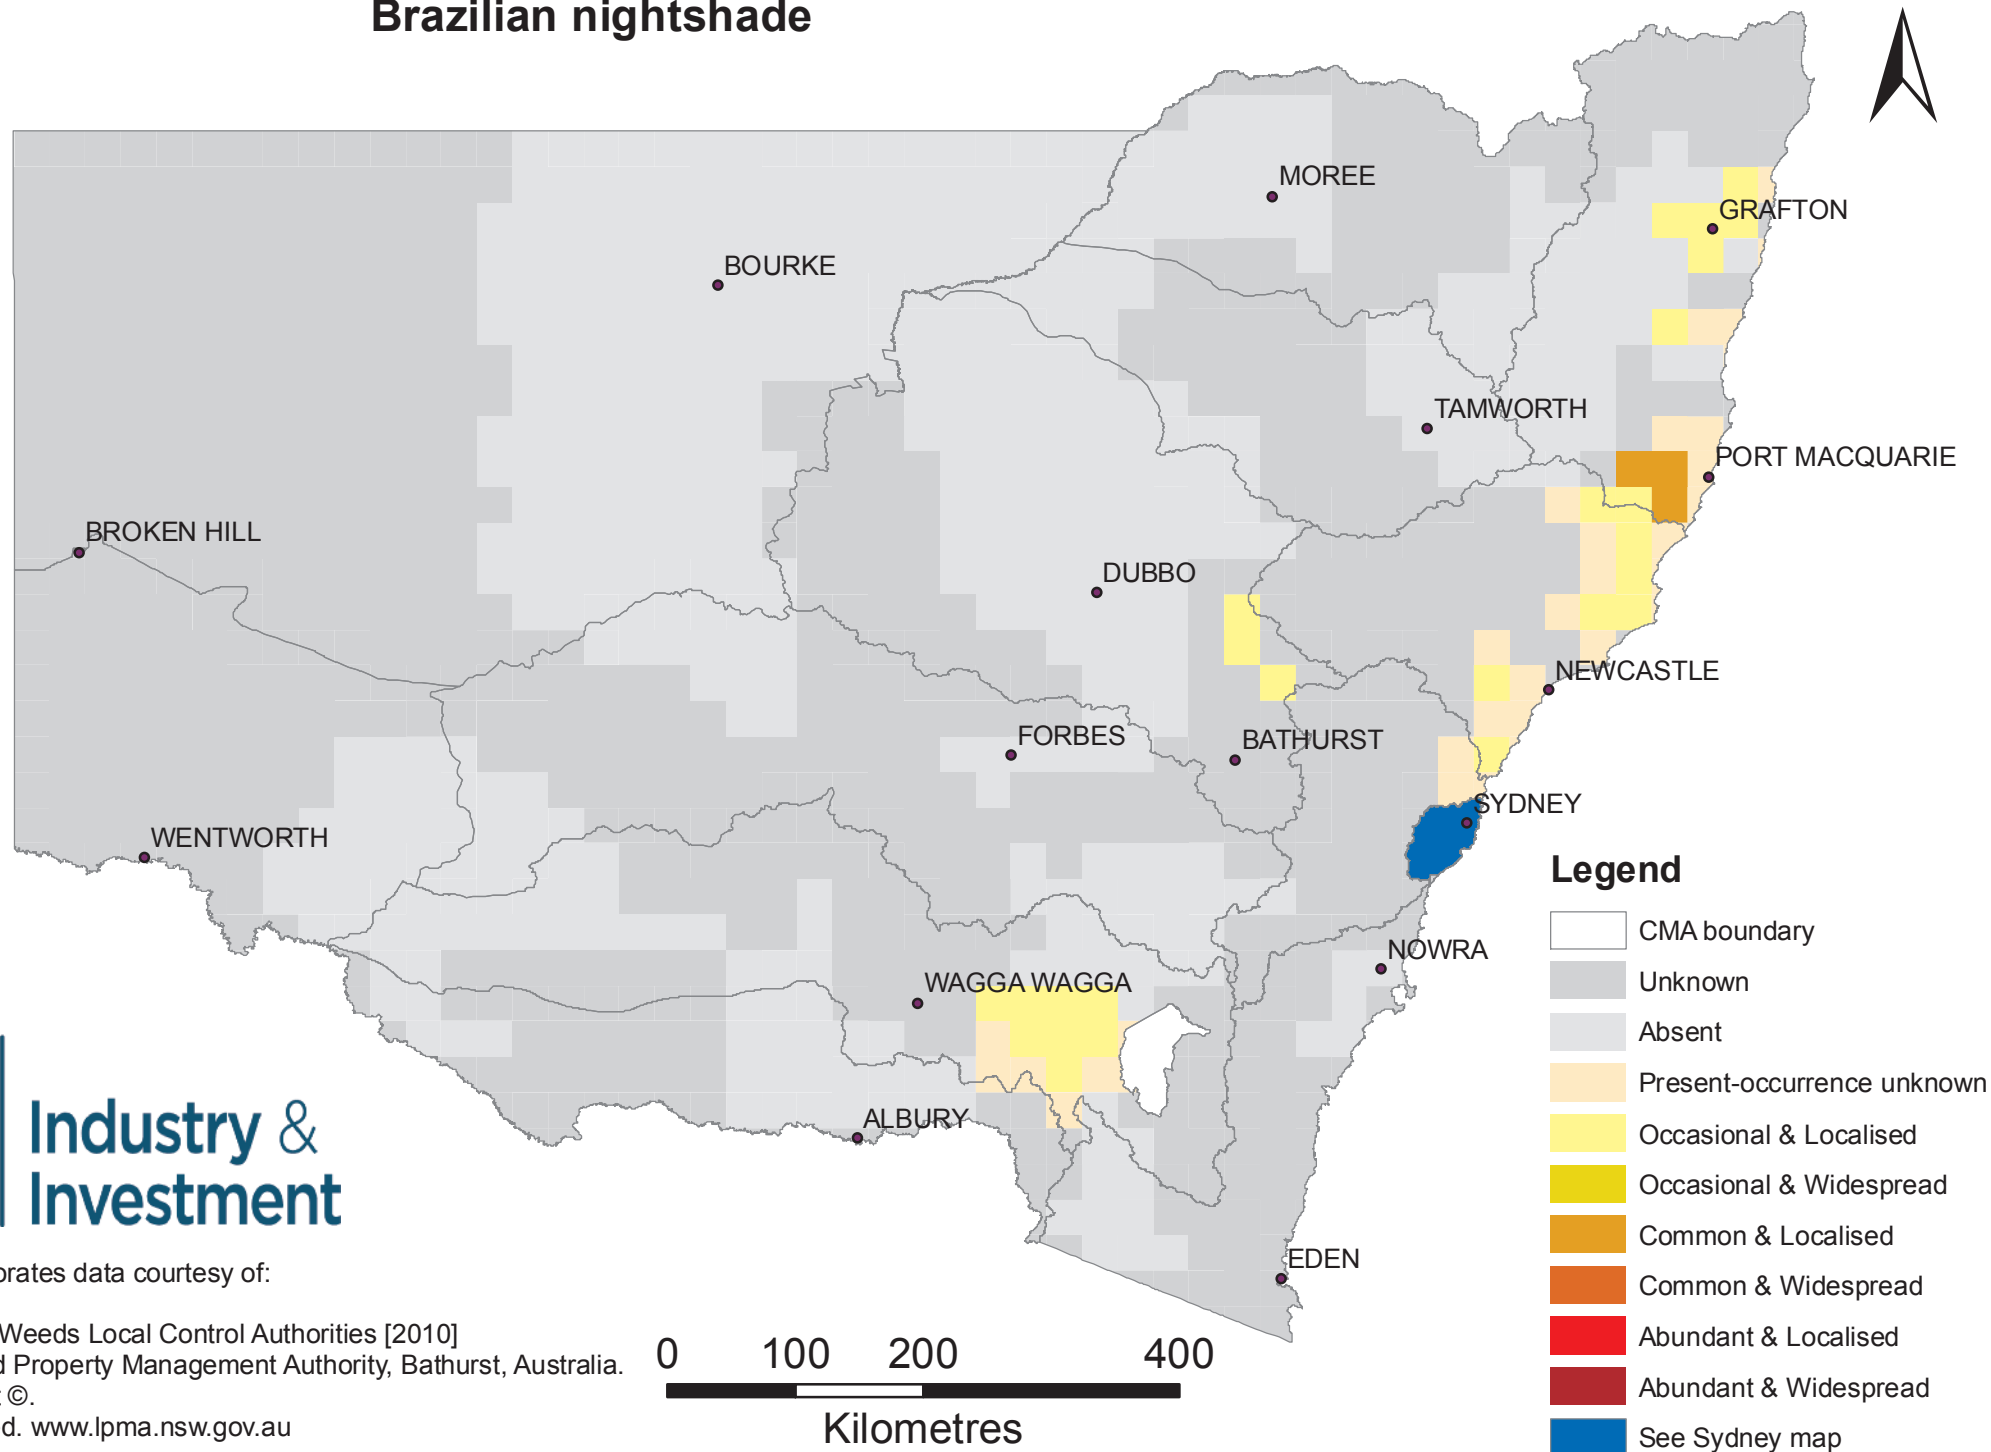 Brazilian nightshade
MOREE
GRAFTON
BOURKE
TAMWORTH
PORT MACQUARIE
BROKEN HILL
DUBBO
NEWCASTLE
FORBES
BATHURST
SYDNEY
WENTWORTH
NOWRA
WAGGA WAGGA
ALBURY
EDEN
Legend
CMA boundary
Unknown
Absent
Present-occurrence unknown
Occasional & Localised
Occasional & Widespread
Common & Localised
Common & Widespread
Abundant & Localised
Abundant & Widespread
See Sydney map
Industry &
Investment
data courtesy of:
Weeds Local Control Authorities [2010]
Property Management Authority, Bathurst, Australia.
©.
www.lpma.nsw.gov.au
0 100 200 400
Kilometres